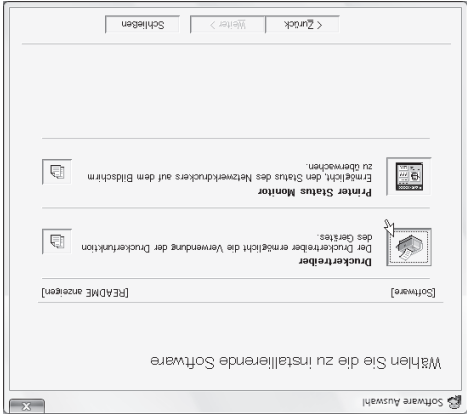 Software Auswahl
Wählen Sie die zu installierende Software
[Software] [README anzeigen]
Druckertreiber
Der Druckertreiber ermöglicht die Verwendung der Druckerfunktion
des Gerätes.
Printer Status Monitor
Ermöglicht, den Status des Netzwerkdruckers auf dem Bildschirm
zu überwachen.
< Zurück Weiter > Schließen